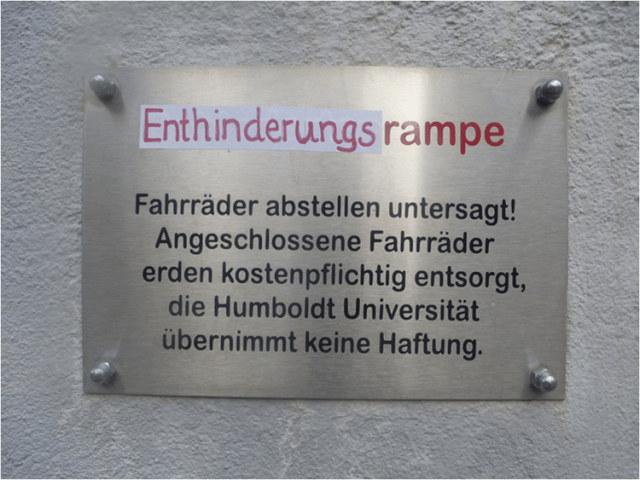 Enthinderungsrampe
Fahrräder abstellen untersagt!
Angeschlossene Fahrräder
erden kostenpflichtig entsorgt,
die Humboldt Universität
übernimmt keine Haftung.